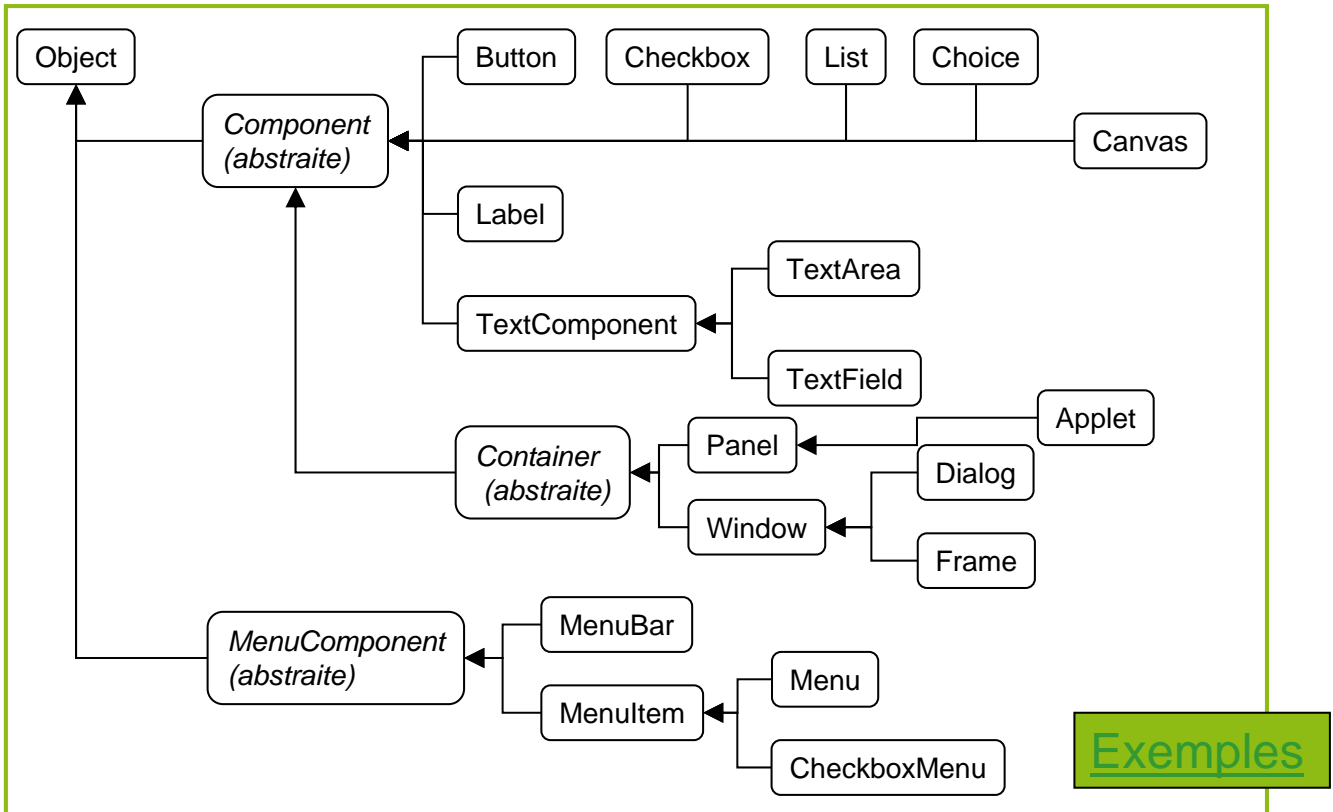 Object
Button
Checkbox
List
Choice
Component
(abstraite)
Canvas
Label
TextArea
TextComponent
TextField
Applet
Container
(abstraite)
Panel
Dialog
Window
Frame
MenuComponent
(abstraite)
MenuBar
MenuItem
Menu
CheckboxMenu
Exemples